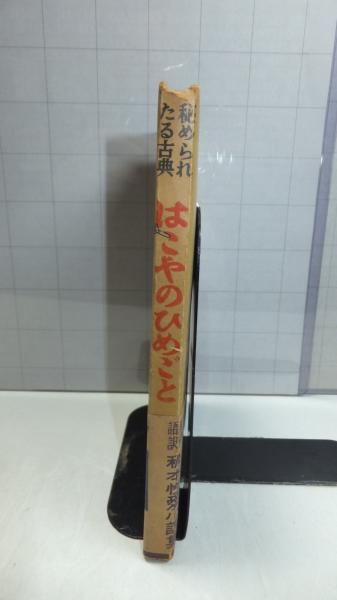 秘められ
たる古典
はこやのひめごと
語訳